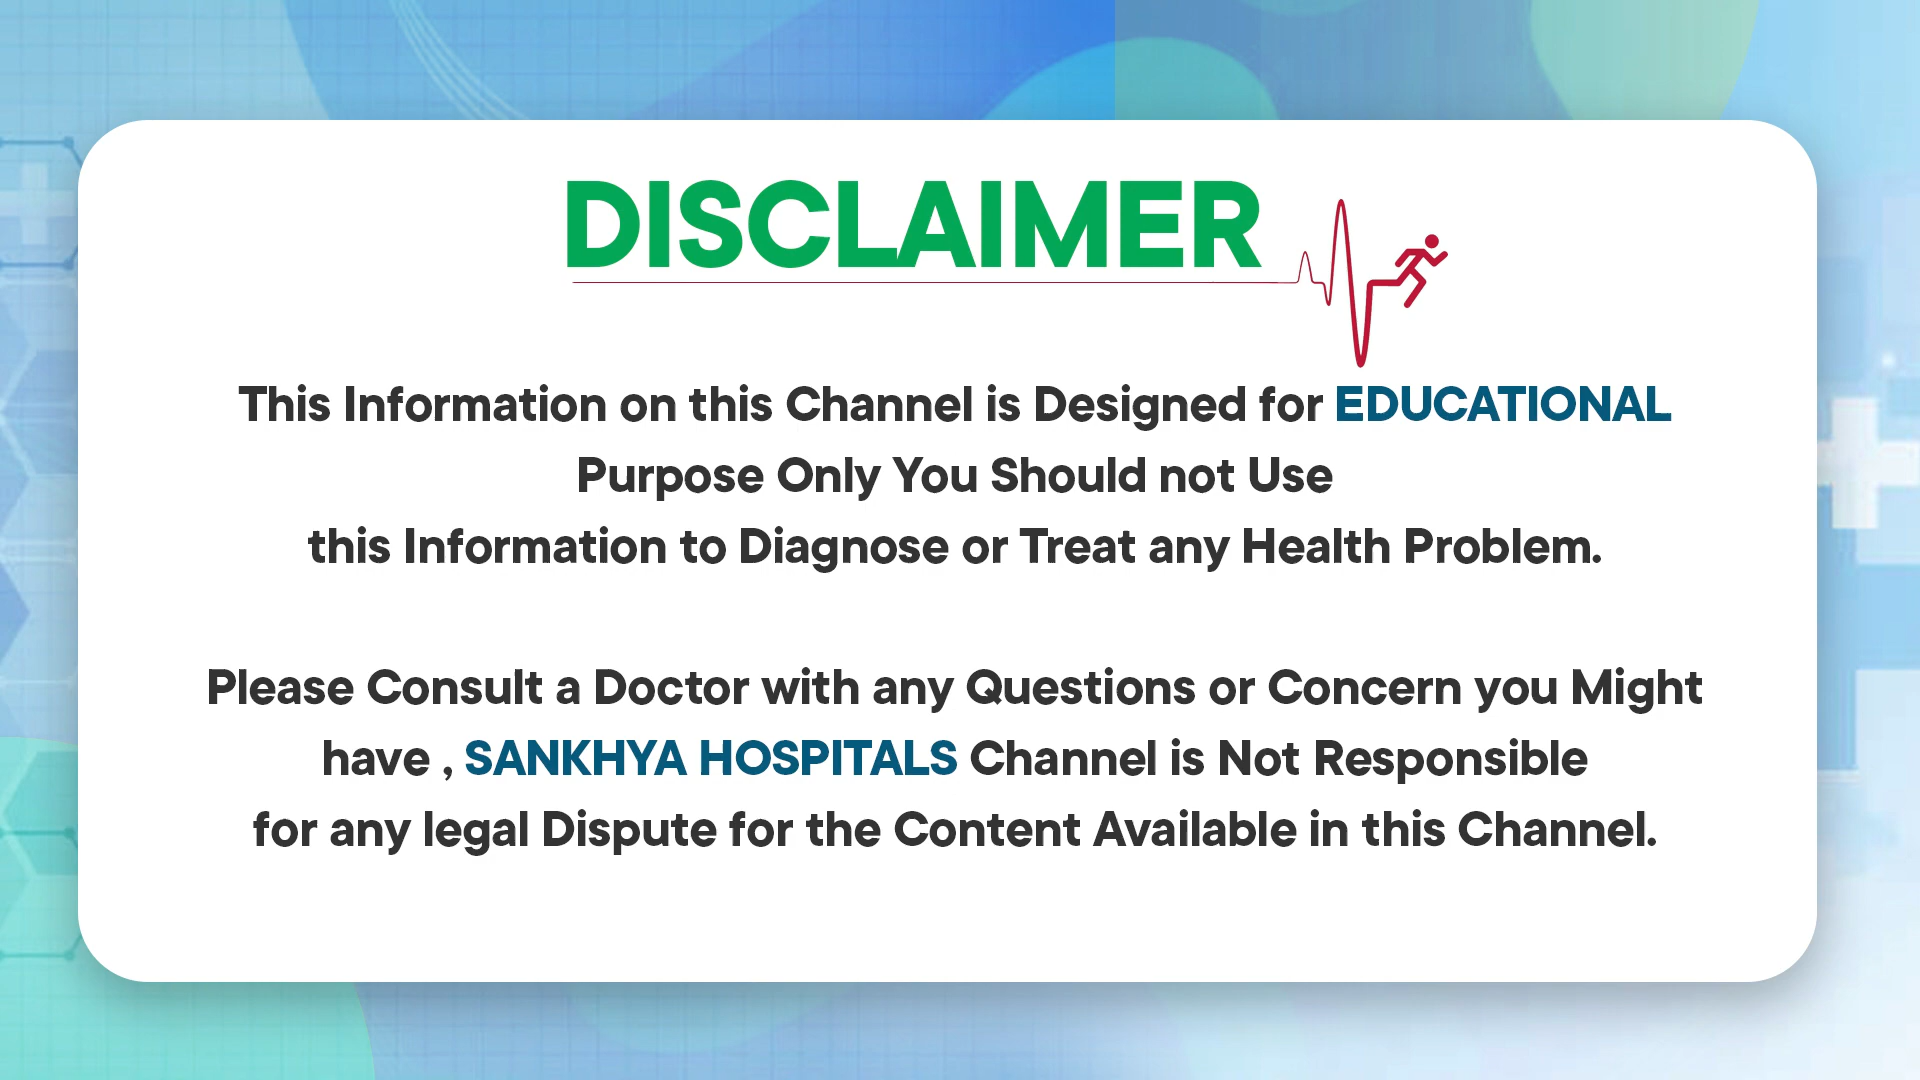 DISCLAIMER
This Information on this Channel is Designed for EDUCATIONAL
Purpose Only You Should not Use
this Information to Diagnose or Treat any Health Problem.
Please Consult a Doctor with any Questions or Concern you Might
have , SANKHYA HOSPITALS Channel is Not Responsible
for any legal Dispute for the Content Available in this Channel.